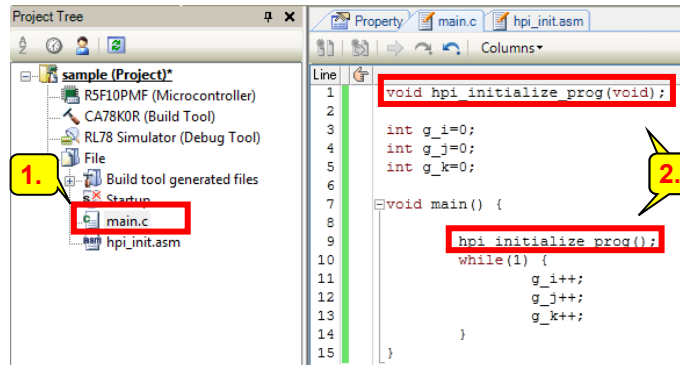 Project Tree
sample (Project)*
R5F10PMF (Microcontroller)
CA78K0R (Build Tool)
RL78 Simulator (Debug Tool)
File
Build tool generated files
Startup
main.c
hpi_init.asm
1.
Property
main.c
hpi_init.asm
Columns
Line
1 void hpi_initialize_prog(void);
2
3 int g_i=0;
4 int g_j=0;
5 int g_k=0;
6
7 void main() {
8
9 hpi_initialize_prog();
10 while(1) {
11 g_i++;
12 g_j++;
13 g_k++;
14 }
15 }
2.